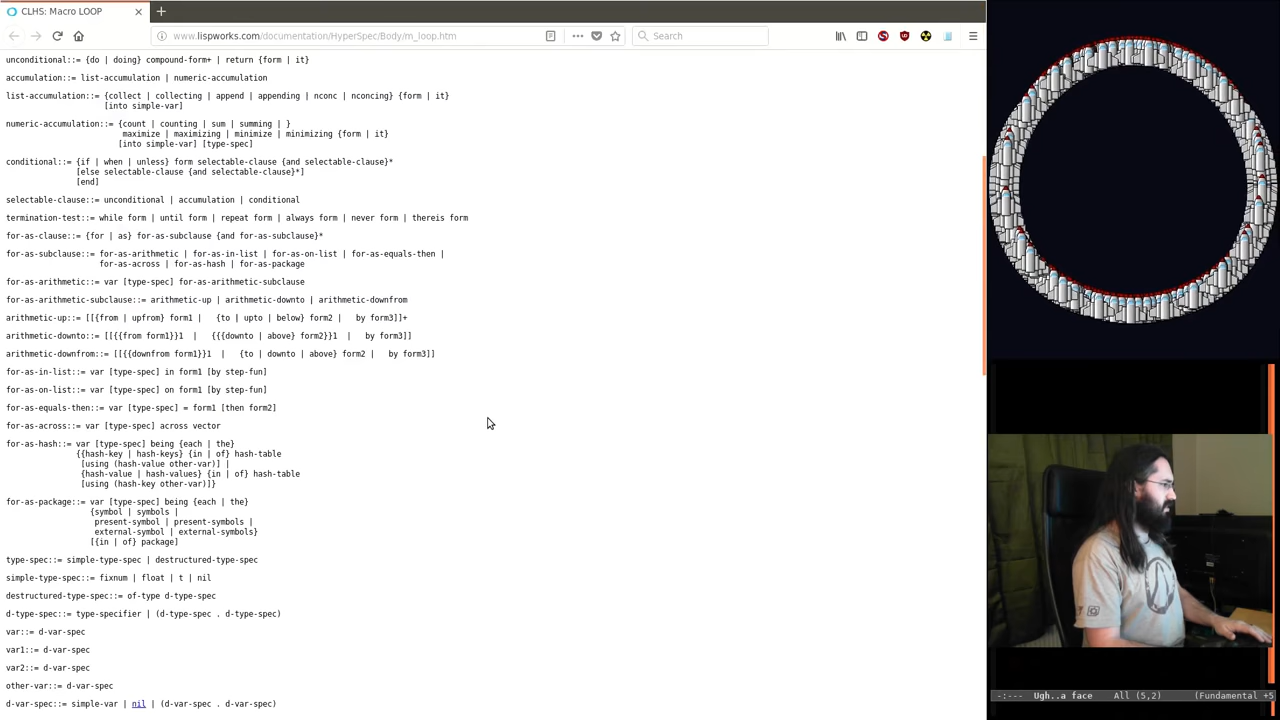 CLHS: Macro LOOP
www.lispworks.com/documentation/HyperSpec/Body/m_loop.htm
Search
unconditional::= {do | doing} compound-form+ | return {form | it}
accumulation::= list-accumulation | numeric-accumulation
list-accumulation::= {collect | collecting | append | appending | nconc | nconcing} {form | it}
[into simple-var]
numeric-accumulation::= {count | counting | sum | summing | }
maximize | maximizing | minimize | minimizing {form | it}
[into simple-var] [type-spec]
conditional::= {if | when | unless} form selectable-clause {and selectable-clause}*
[else selectable-clause {and selectable-clause}*]
[end]
selectable-clause::= unconditional | accumulation | conditional
termination-test::= while form | until form | repeat form | always form | never form | thereis form
for-as-clause::= {for | as} for-as-subclause {and for-as-subclause}*
for-as-subclause::= for-as-arithmetic | for-as-in-list | for-as-on-list | for-as-equals-then |
for-as-across | for-as-hash | for-as-package
for-as-arithmetic::= var [type-spec] for-as-arithmetic-subclause
for-as-arithmetic-subclause::= arithmetic-up | arithmetic-downto | arithmetic-downfrom
arithmetic-up::= [[{from | upfrom} form1 |   {to | upto | below} form2 |   by form3]]+
arithmetic-downto::= [[{{from form1}}1  |   {{{downto | above} form2}}1  |   by form3]]
arithmetic-downfrom::= [[{{downfrom form1}}1  |   {to | downto | above} form2 |   by form3]]
for-as-in-list::= var [type-spec] in form1 [by step-fun]
for-as-on-list::= var [type-spec] on form1 [by step-fun]
for-as-equals-then::= var [type-spec] = form1 [then form2]
for-as-across::= var [type-spec] across vector
for-as-hash::= var [type-spec] being {each | the}
{{hash-key | hash-keys} {in | of} hash-table
[using (hash-value other-var)] |
{hash-value | hash-values} {in | of} hash-table
[using (hash-key other-var)]}
for-as-package::= var [type-spec] being {each | the}
{symbol | symbols |
present-symbol | present-symbols |
external-symbol | external-symbols}
[{in | of} package]
type-spec::= simple-type-spec | destructured-type-spec
simple-type-spec::= fixnum | float | t | nil
destructured-type-spec::= of-type d-type-spec
d-type-spec::= type-specifier | (d-type-spec . d-type-spec)
var::= d-var-spec
var1::= d-var-spec
var2::= d-var-spec
other-var::= d-var-spec
d-var-spec::= simple-var | nil | (d-var-spec . d-var-spec)
-:--- Ugh..a face All (5,2) (Fundamental +5